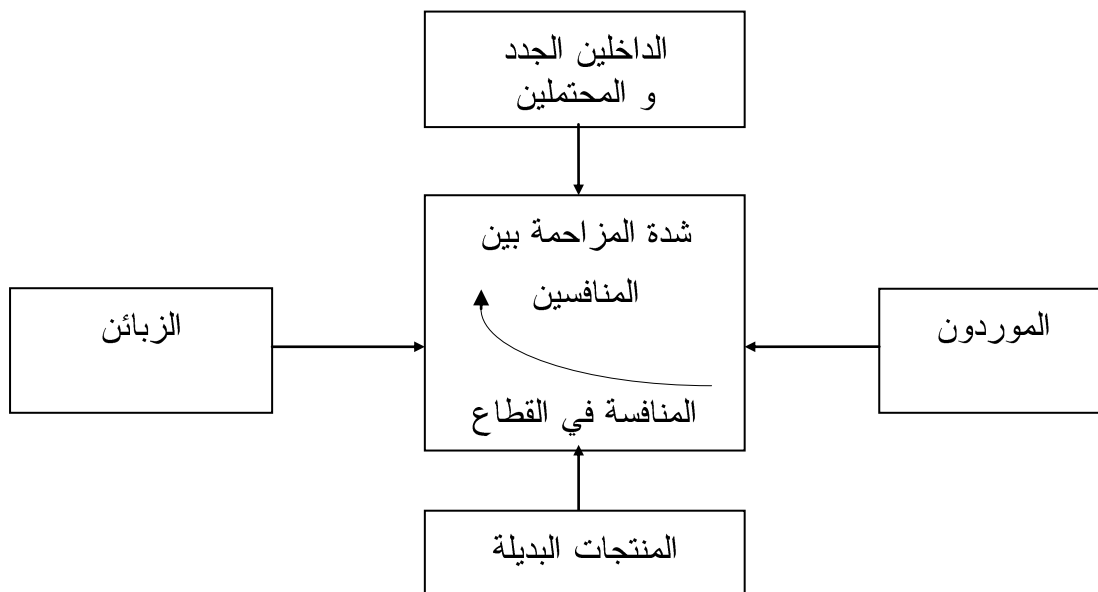 الداخلين الجدد
و المحتملين
شدة المزاحمة بين
المنافسين
الموردون
الزبائن
المنافسة في القطاع
المنتجات البديلة